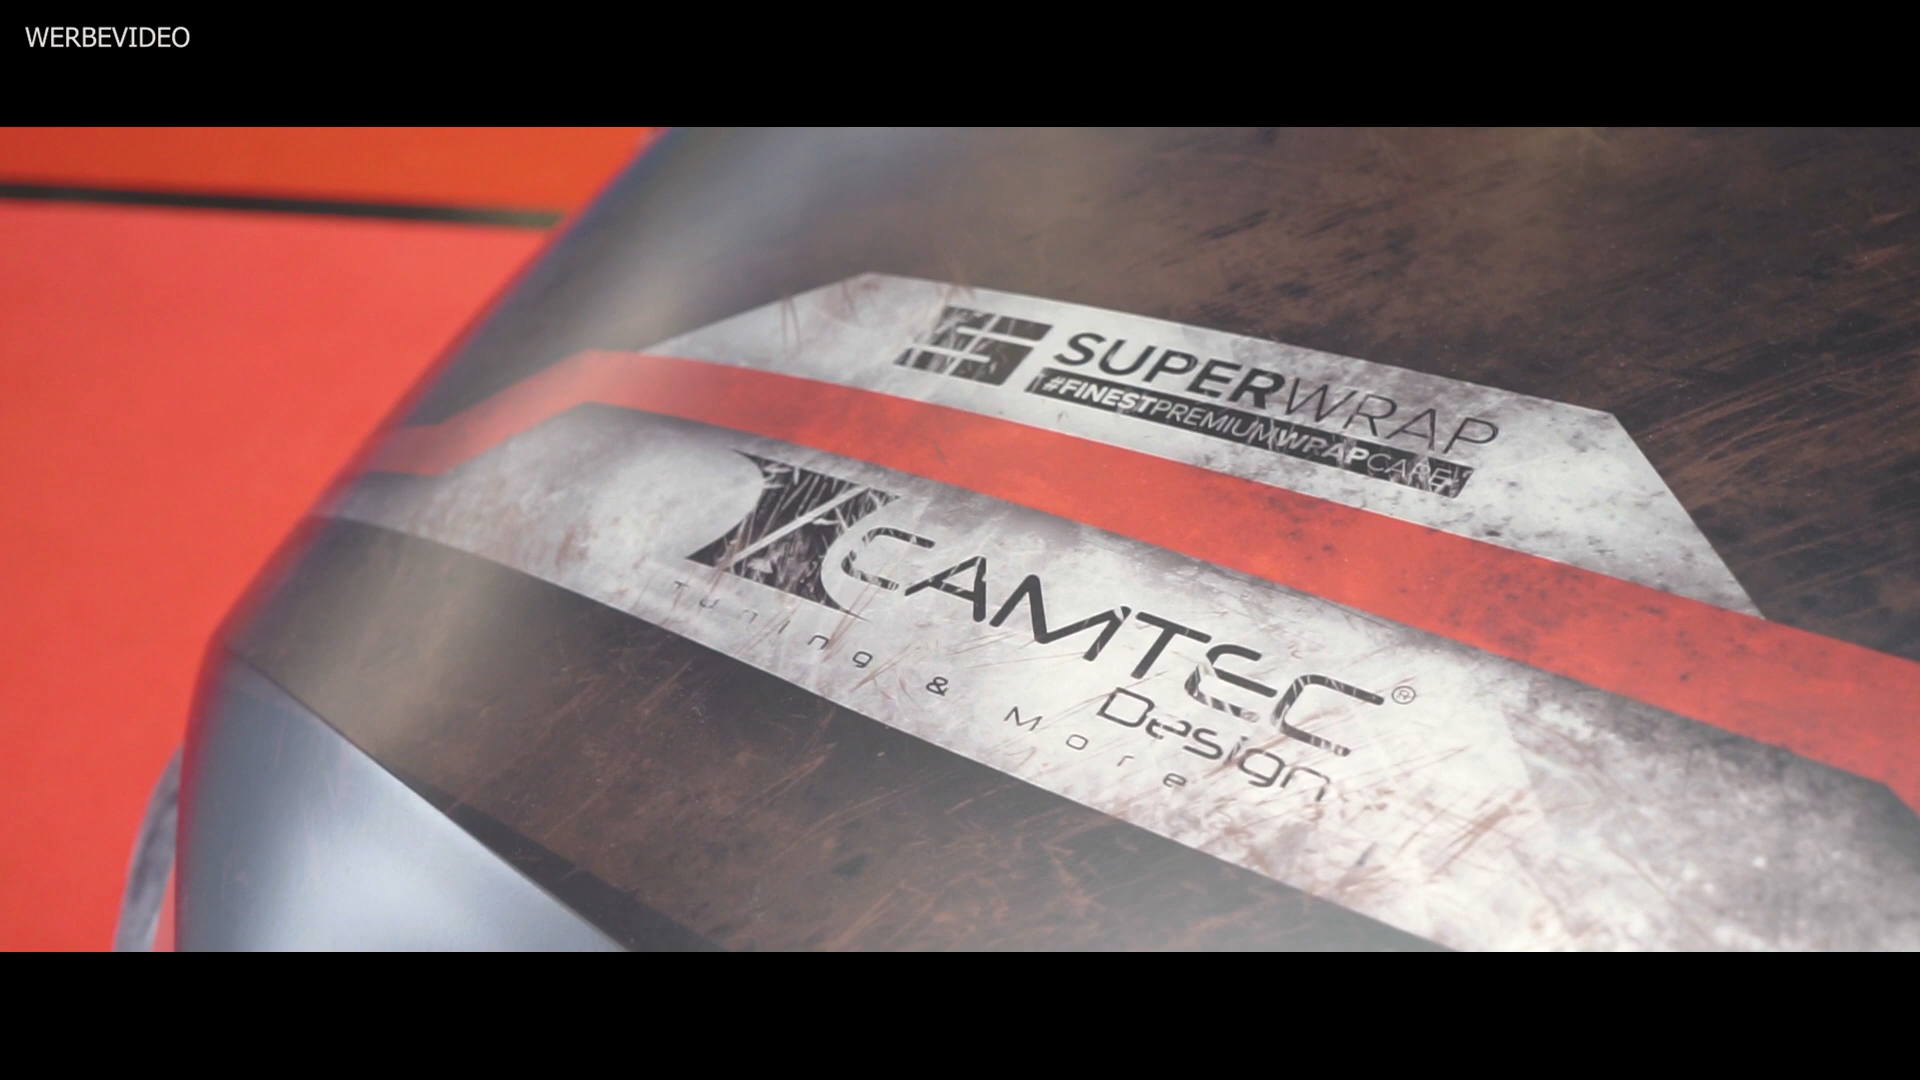 WERBEVIDEO
SUPERWRAP
#FINESTPREMIUMWRAPCARE
CAMTEC®
Design
Tuning & More